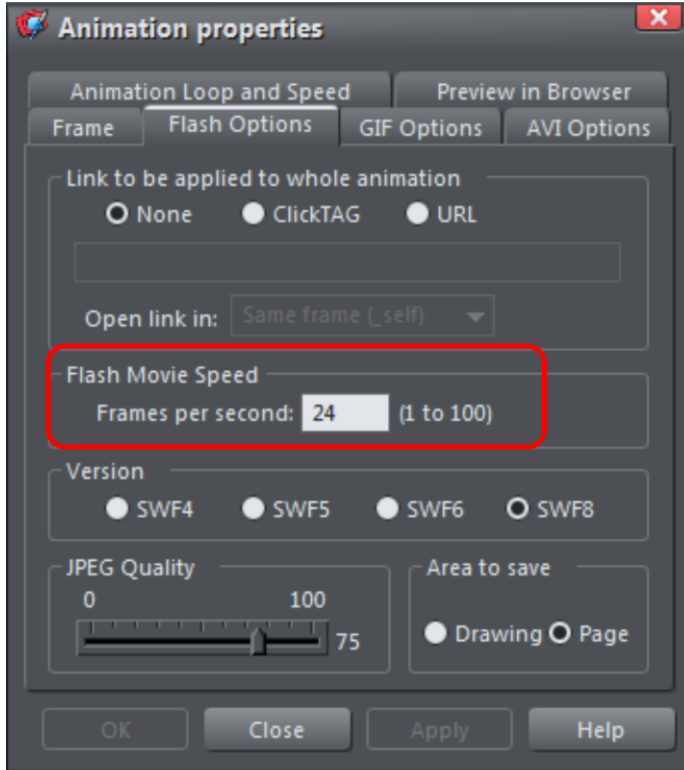 Animation properties
Animation Loop and Speed Preview in Browser
Frame Flash Options GIF Options AVI Options
Link to be applied to whole animation
None ClickTAG URL
Open link in: Same frame (_self)
Flash Movie Speed
Frames per second: 24 (1 to 100)
Version
SWF4 SWF5 SWF6 SWF8
JPEG Quality Area to save
0 100
75 Drawing Page
OK Close Apply Help